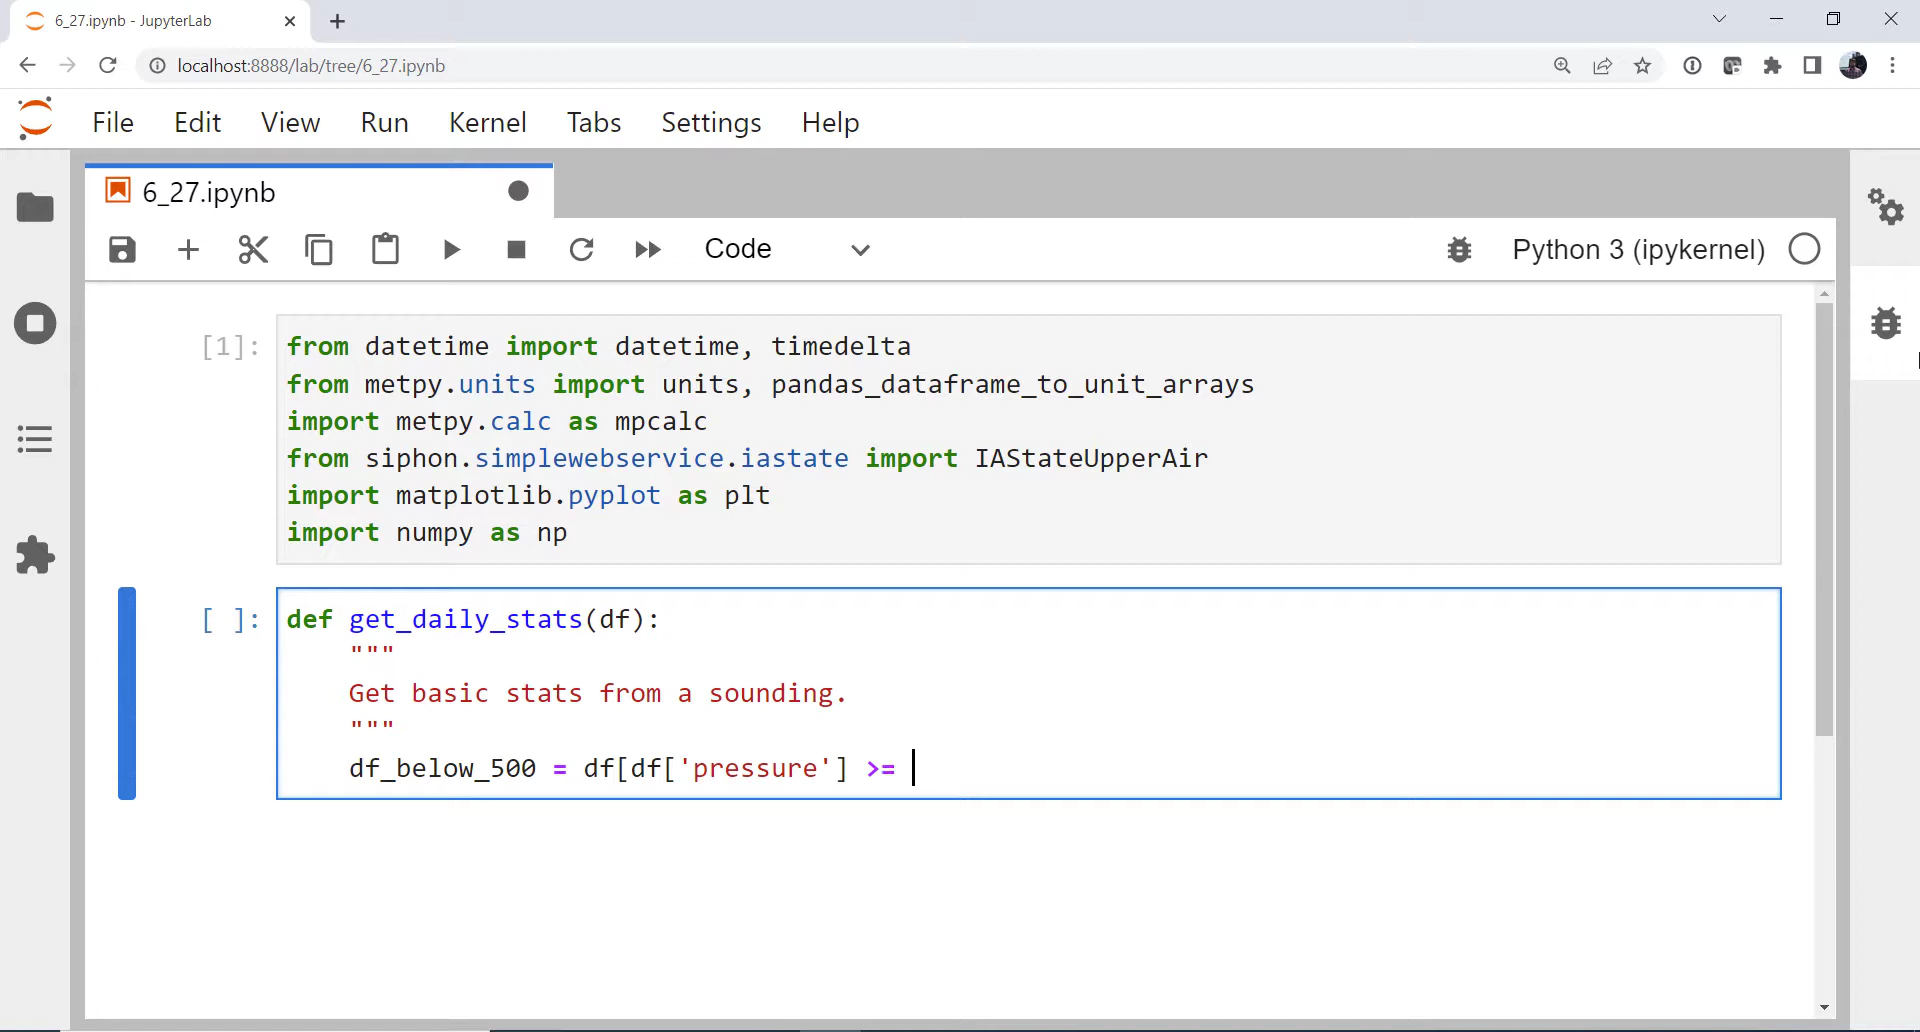 6_27.ipynb - JupyterLab
localhost:8888/lab/tree/6_27.ipynb
File Edit View Run Kernel Tabs Settings Help
6_27.ipynb
Code Python 3 (ipykernel)
[1]: from datetime import datetime, timedelta
from metpy.units import units, pandas_dataframe_to_unit_arrays
import metpy.calc as mpcalc
from siphon.simplewebservice.iastate import IAStateUpperAir
import matplotlib.pyplot as plt
import numpy as np
[ ]: def get_daily_stats(df):
"""
Get basic stats from a sounding.
"""
df_below_500 = df[df['pressure'] >=